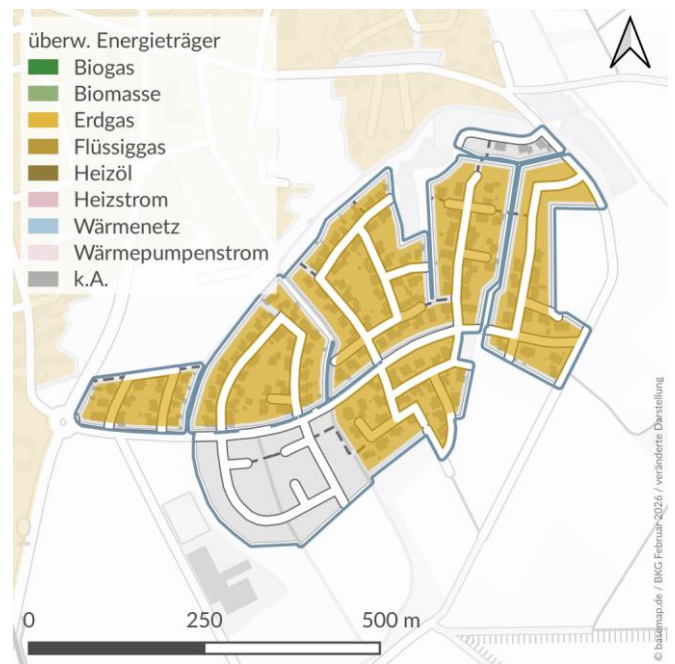 überw. Energieträger
Biogas
Biomasse
Erdgas
Flüssiggas
Heizöl
Heizstrom
Wärmenetz
Wärmepumpenstrom
k.A.
© basemap.de / BKG Februar 2026 / veränderte Darstellung
0 250 500 m